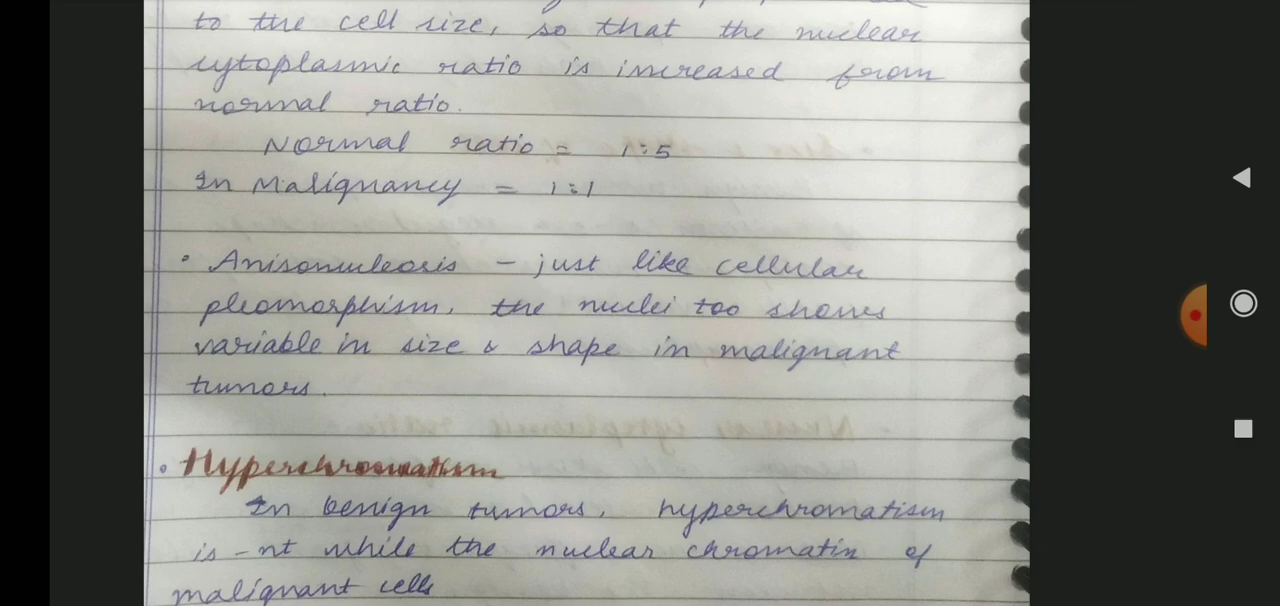 to the cell size, so that the nuclear
cytoplasmic ratio is increased from
normal ratio.
Normal ratio = 1:5
In Malignancy = 1:1
• Anisonucleosis – just like cellular
pleomorphism, the nuclei too shows
variable in size & shape in malignant
tumors.
• Hyperchromatism
In benign tumors, hyperchromatism
is -nt while the nuclear chromatin of
malignant cells